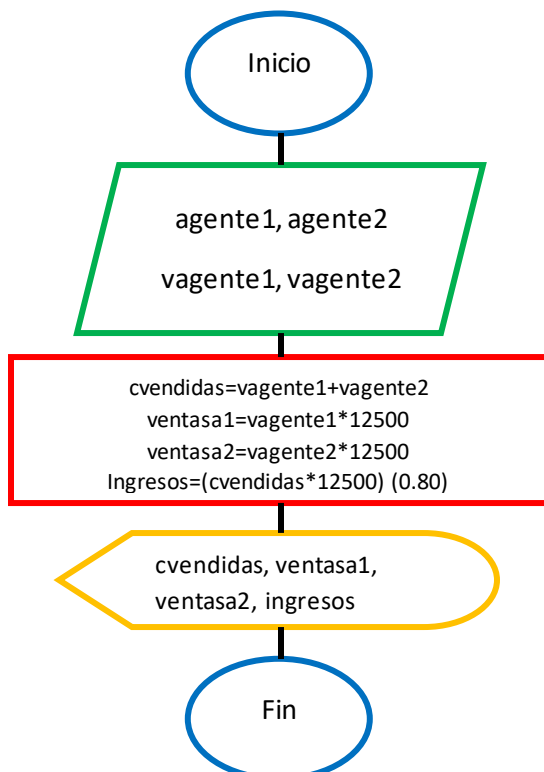 Inicio
agente1, agente2
vagente1, vagente2
cvendidas=vagente1+vagente2
ventasa1=vagente1*12500
ventasa2=vagente2*12500
Ingresos=(cvendidas*12500) (0.80)
cvendidas, ventasa1,
ventasa2, ingresos
Fin